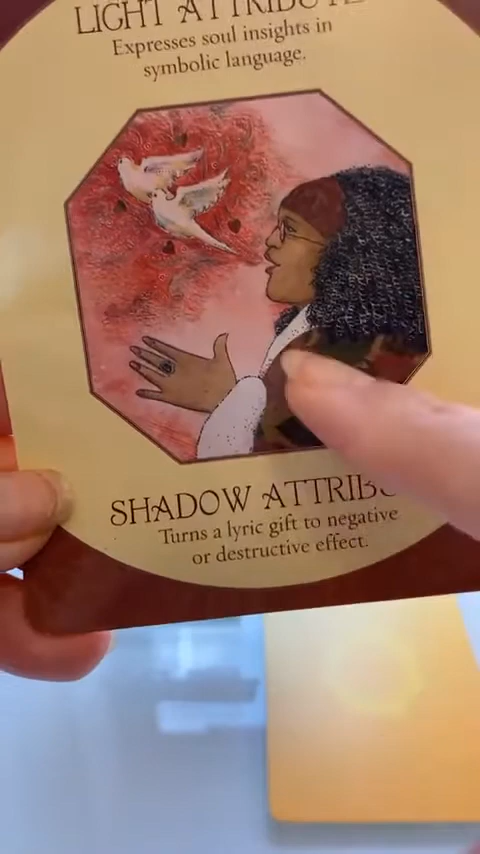 LIGHT ATTRIBUTE
Expresses soul insights in
symbolic language.
SHADOW ATTRIBU
Turns a lyric gift to negative
or destructive effect.